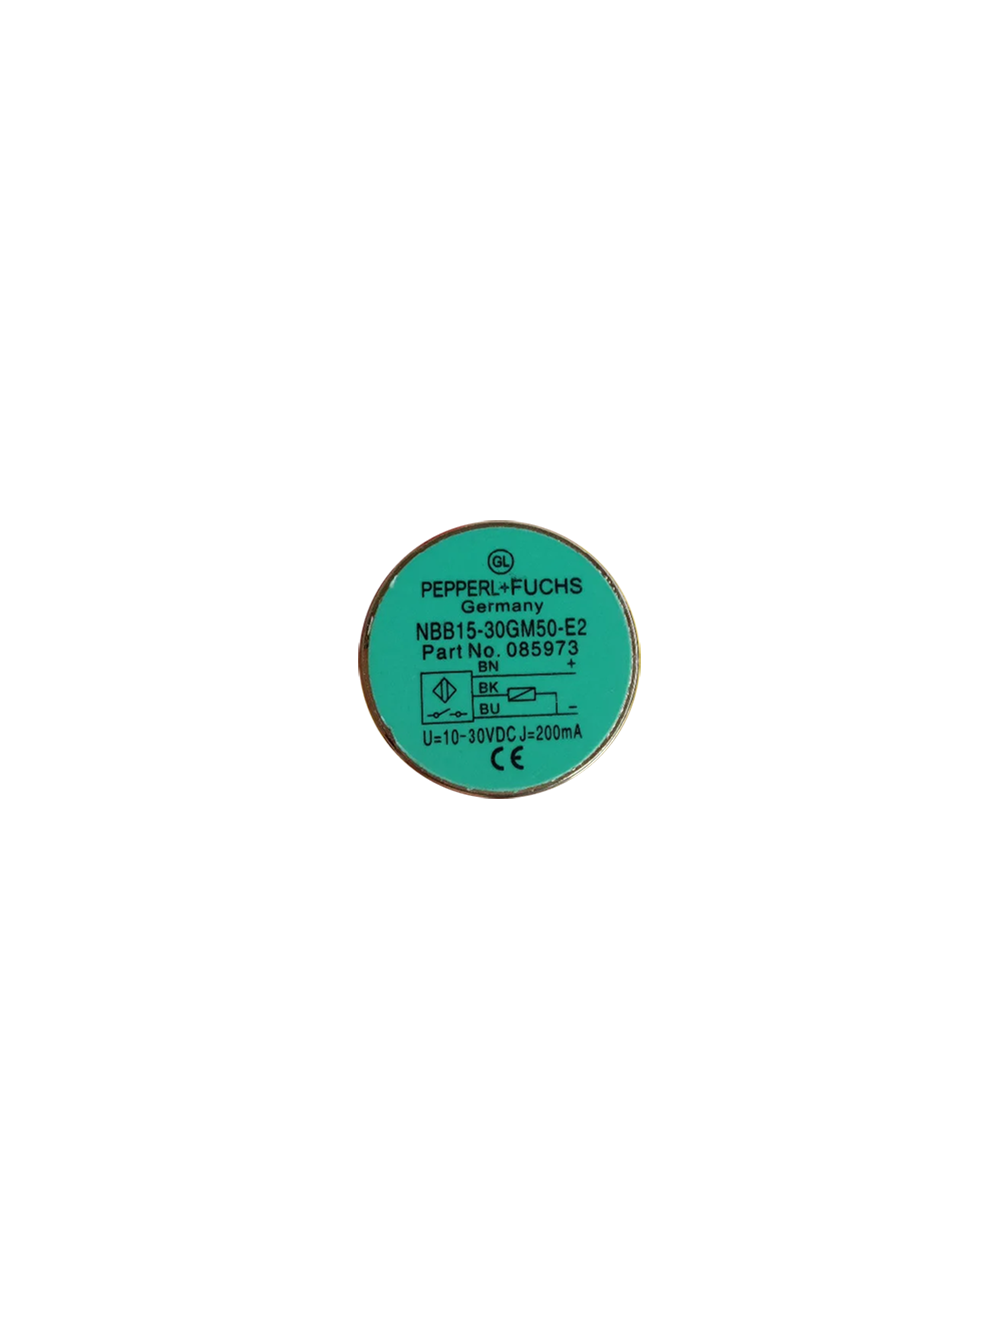 GL
PEPPERL+FUCHS
Germany
NBB15-30GM50-E2
Part No. 085973
BN +
BK
BU -
U=10-30VDC J=200mA
CE